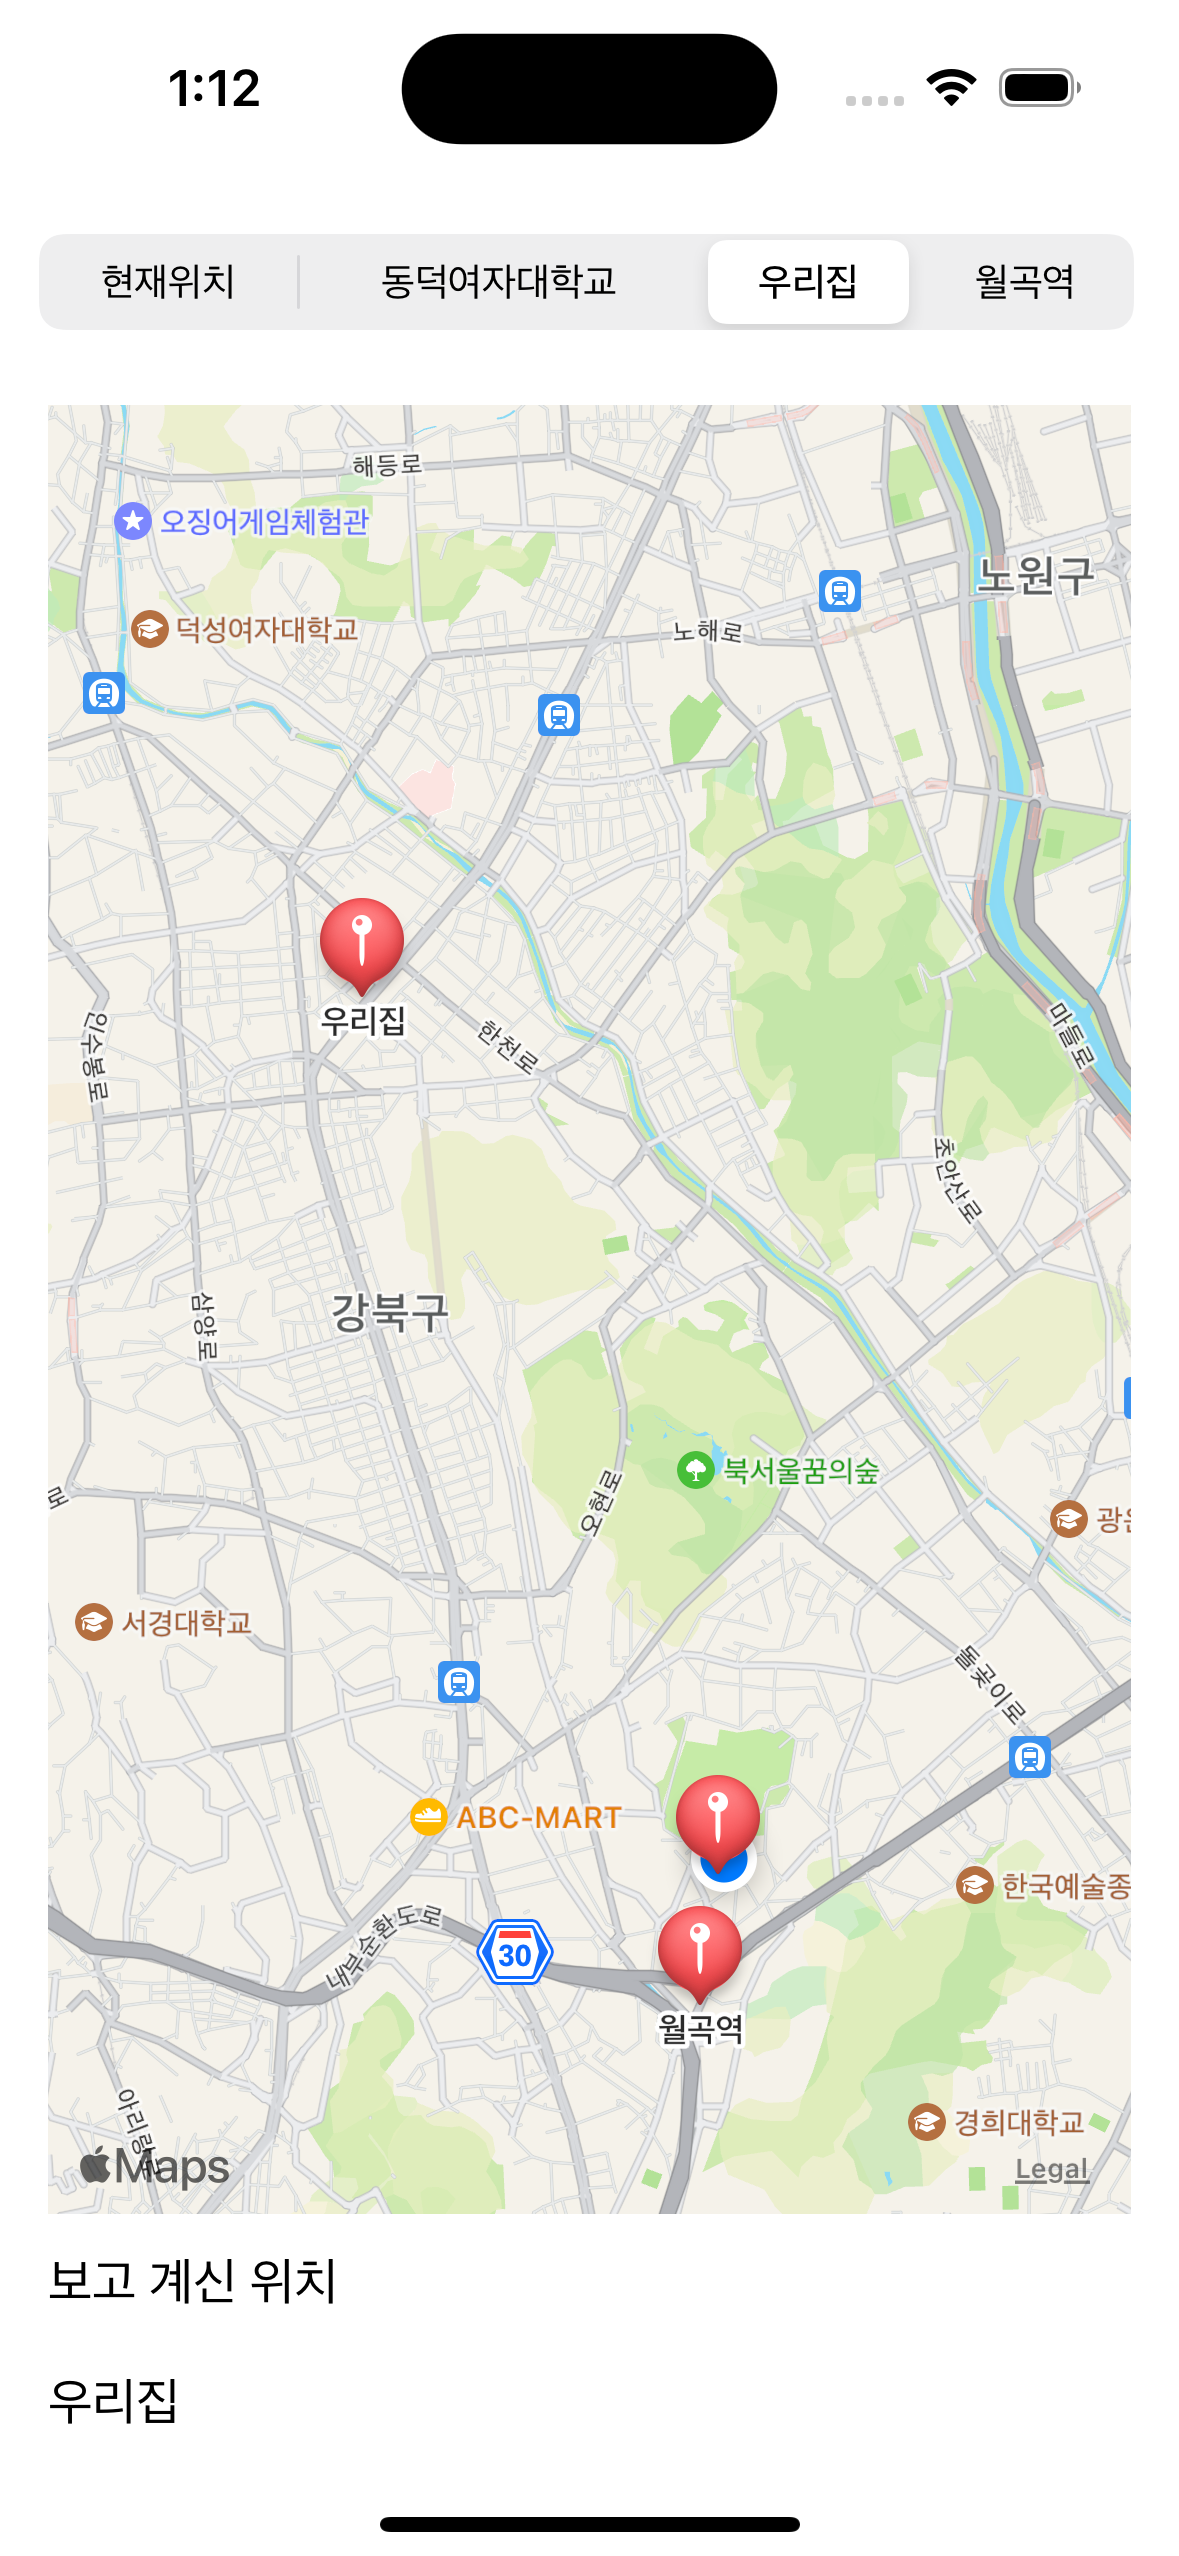 1:12
현재위치
동덕여자대학교
우리집
월곡역
해등로
오징어게임체험관
노원구
덕성여자대학교
노해로
우리집
한천로
인수봉로
마들로
초안산로
삼양로
강북구
북서울꿈의숲
오현로
로
광운
서경대학교
돌곶이로
ABC-MART
한국예술종
내부순환도로
30
월곡역
아리랑로
경희대학교
Maps
Legal
보고 계신 위치
우리집